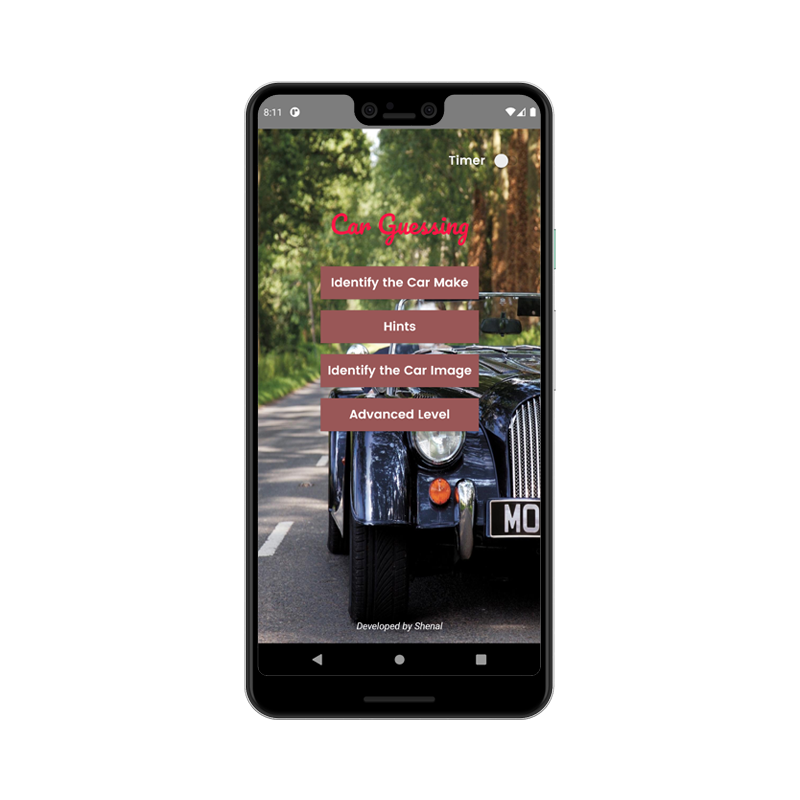 8:11
Timer
Car Guessing
Identify the Car Make
Hints
Identify the Car Image
Advanced Level
MO
Developed by Shenal